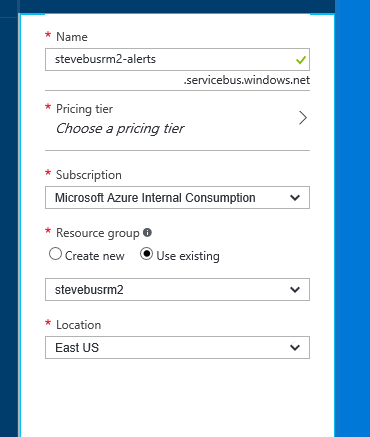 * Name
stevebusrm2-alerts
.servicebus.windows.net
* Pricing tier
Choose a pricing tier
* Subscription
Microsoft Azure Internal Consumption
* Resource group
Create new Use existing
stevebusrm2
* Location
East US